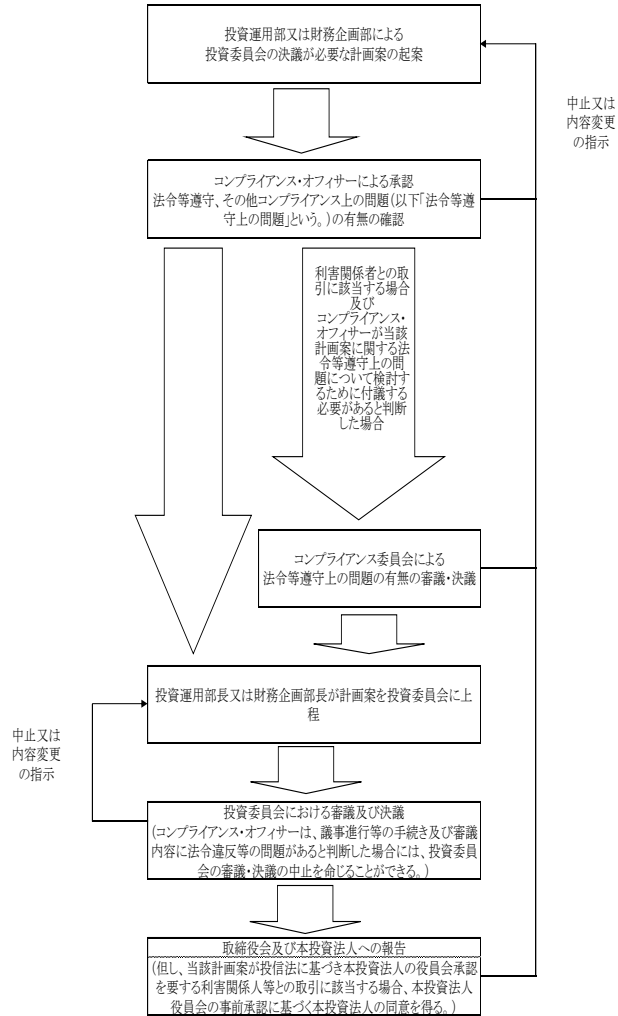 投資運用部又は財務企画部による
投資委員会の決議が必要な計画案の起案
中止又は
内容変更
の指示
コンプライアンス・オフィサーによる承認
法令等遵守、その他コンプライアンス上の問題(以下「法令等遵
守上の問題」という。)の有無の確認
利害関係者との取
引に該当する場合
及び
コンプライアンス・
オフィサーが当該
計画案に関する法
令等遵守上の問
題について検討す
るために付議する
必要があると判断
した場合
コンプライアンス委員会による
法令等遵守上の問題の有無の審議・決議
投資運用部長又は財務企画部長が計画案を投資委員会に上
程
中止又は
内容変更
の指示
投資委員会における審議及び決議
(コンプライアンス・オフィサーは、議事進行等の手続き及び審議
内容に法令違反等の問題があると判断した場合には、投資委員
会の審議・決議の中止を命じることができる。)
取締役会及び本投資法人への報告
(但し、当該計画案が投信法に基づき本投資法人の役員会承認
を要する利害関係人等との取引に該当する場合、本投資法人
役員会の事前承認に基づく本投資法人の同意を得る。)